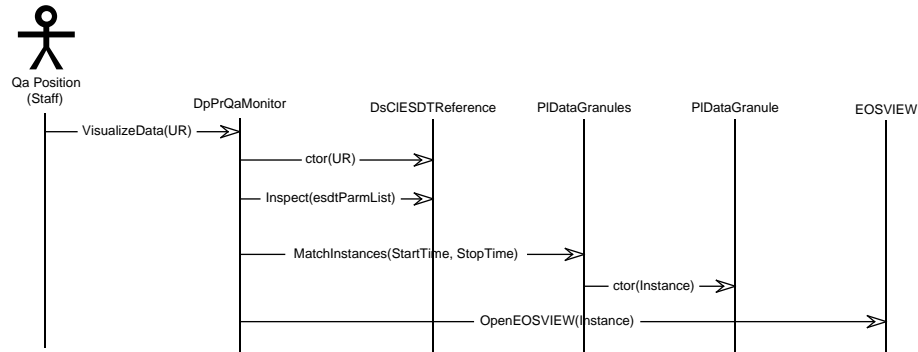 Qa Position
(Staff)
DpPrQaMonitor
DsClESDTReference
PlDataGranules
PlDataGranule
EOSVIEW
VisualizeData(UR)
ctor(UR)
Inspect(esdtParmList)
MatchInstances(StartTime, StopTime)
ctor(Instance)
OpenEOSVIEW(Instance)